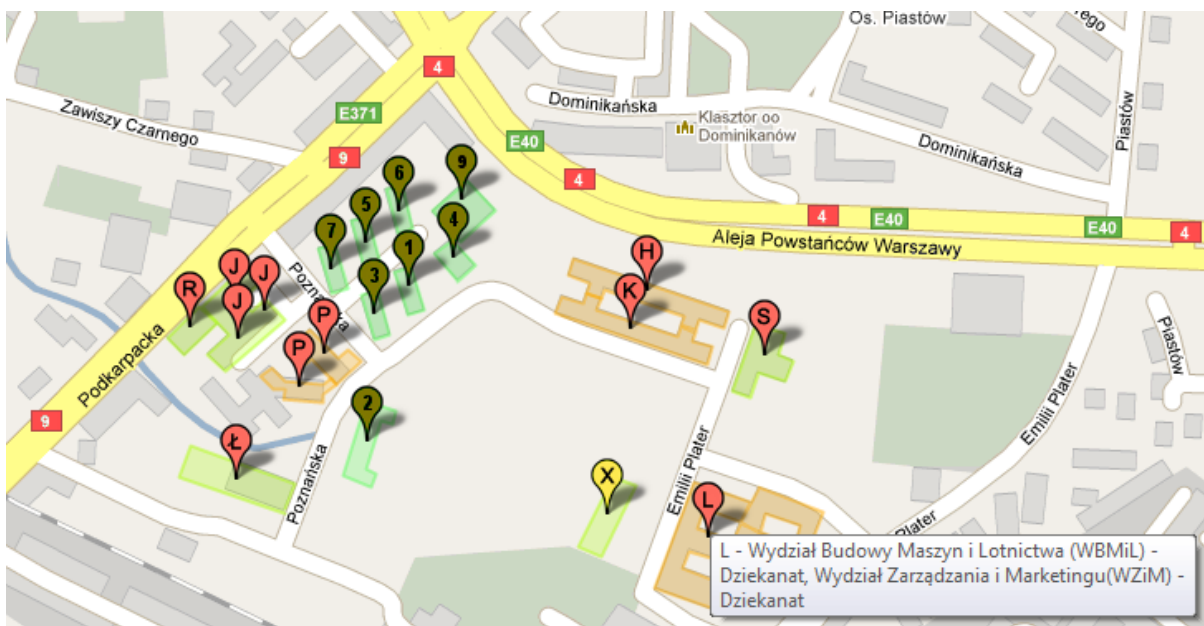 Os. Piastów
Czarnego
4
Zawiszy Czarnego
E371
9
E40
4
Dominikańska
Klasztor oo
Dominikanów
Dominikańska
Piastów
4
E40
E40
4
Aleja Powstańców Warszawy
6
9
5
7
4
1
3
J
J
J
R
Poznańska
P
P
H
K
S
Podkarpacka
9
2
Ł
Poznańska
X
L
Emilii Plater
Emilii Plater
Plater
Piastów
L - Wydział Budowy Maszyn i Lotnictwa (WBMiL) -
Dziekanat, Wydział Zarządzania i Marketingu(WZiM) -
Dziekanat